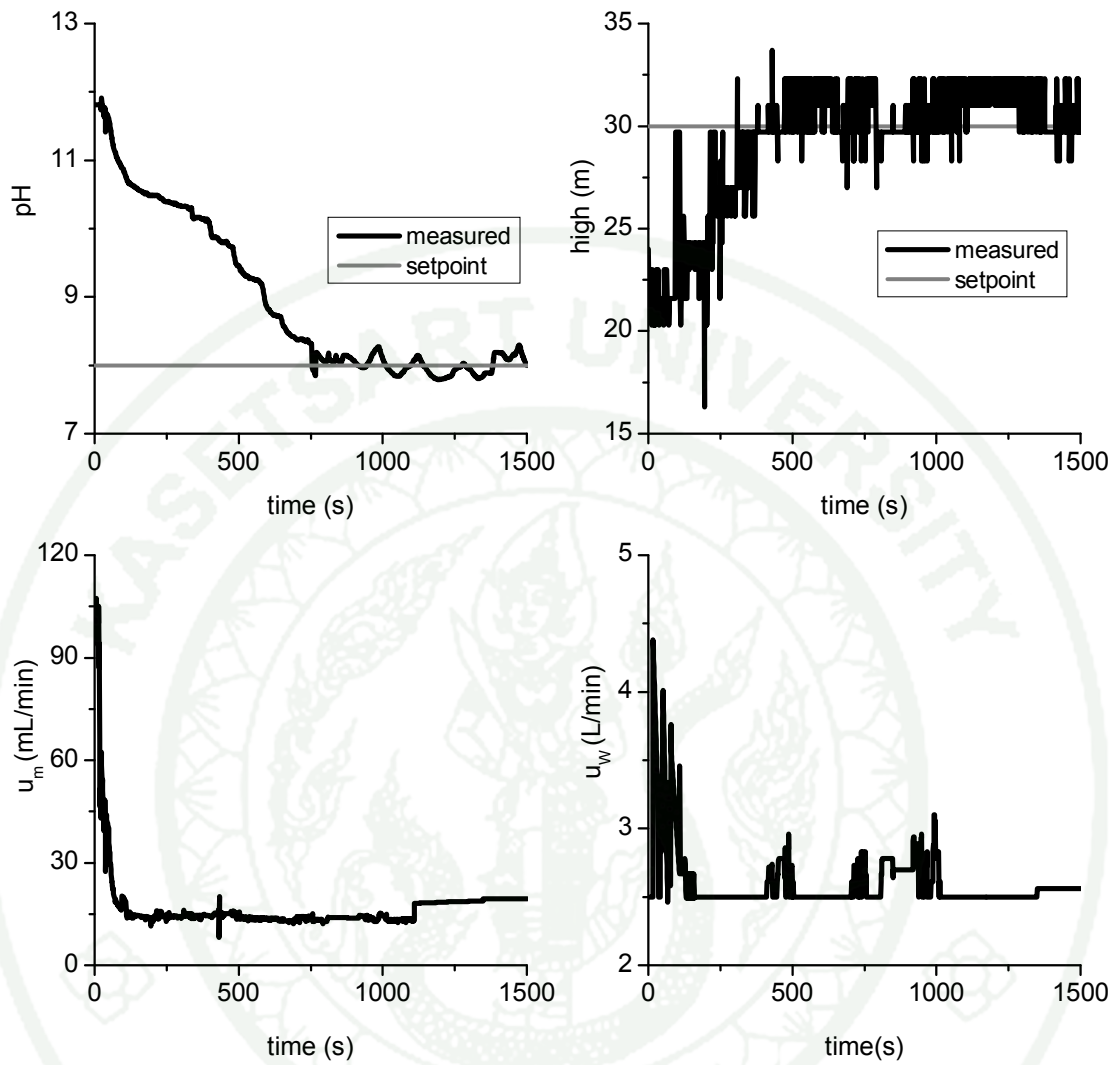 13
11
9
7
pH
0 500 1000 1500
time (s)
measured
setpoint
35
30
25
20
15
high (m)
0 500 1000 1500
time (s)
measured
setpoint
120
90
60
30
0
u_m (mL/min)
0 500 1000 1500
time (s)
5
4
3
2
u_W (L/min)
0 500 1000 1500
time(s)
KASETSART UNIVERSITY